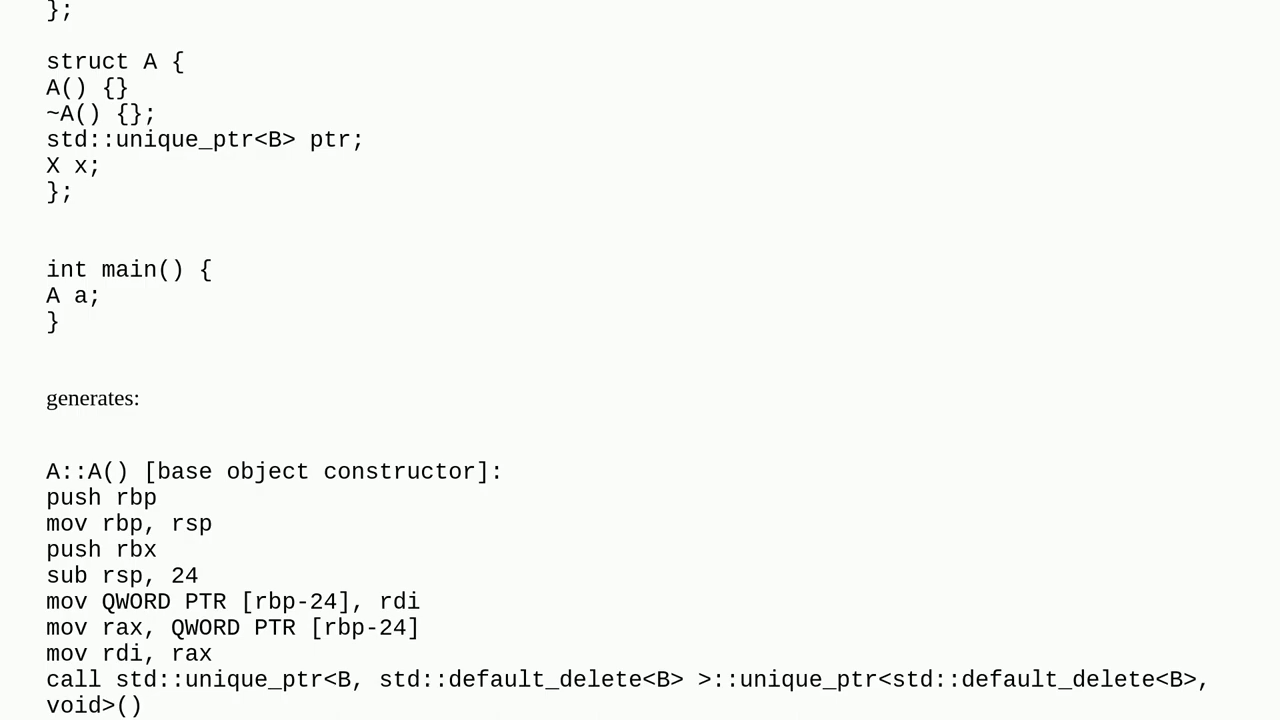 };
struct A {
A() {}
~A() {};
std::unique_ptr<B> ptr;
X x;
};
int main() {
A a;
}
generates:
A::A() [base object constructor]:
push rbp
mov rbp, rsp
push rbx
sub rsp, 24
mov QWORD PTR [rbp-24], rdi
mov rax, QWORD PTR [rbp-24]
mov rdi, rax
call std::unique_ptr<B, std::default_delete<B> >::unique_ptr<std::default_delete<B>,
void>()